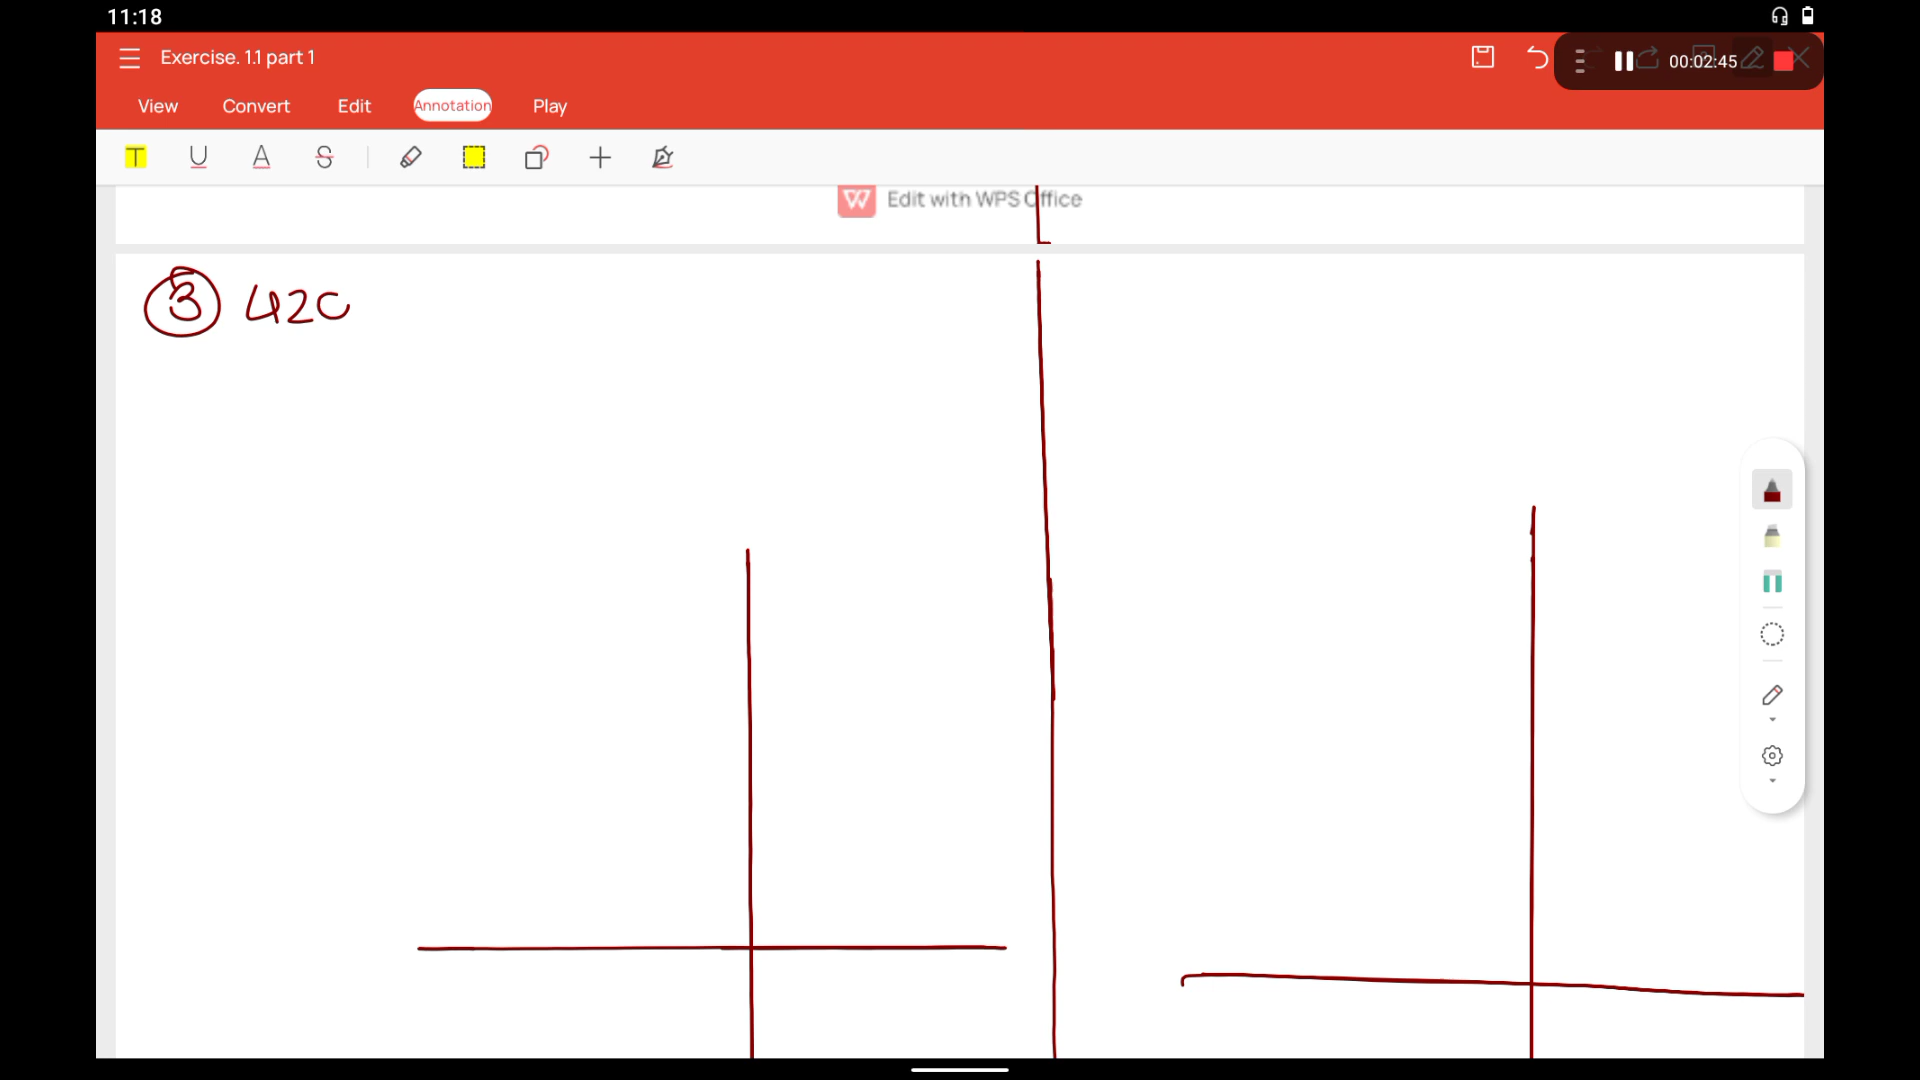 11:18
Exercise. 1.1 part 1
00:02:45
View Convert Edit Annotation Play
T U A S
W Edit with WPS Office
3 420